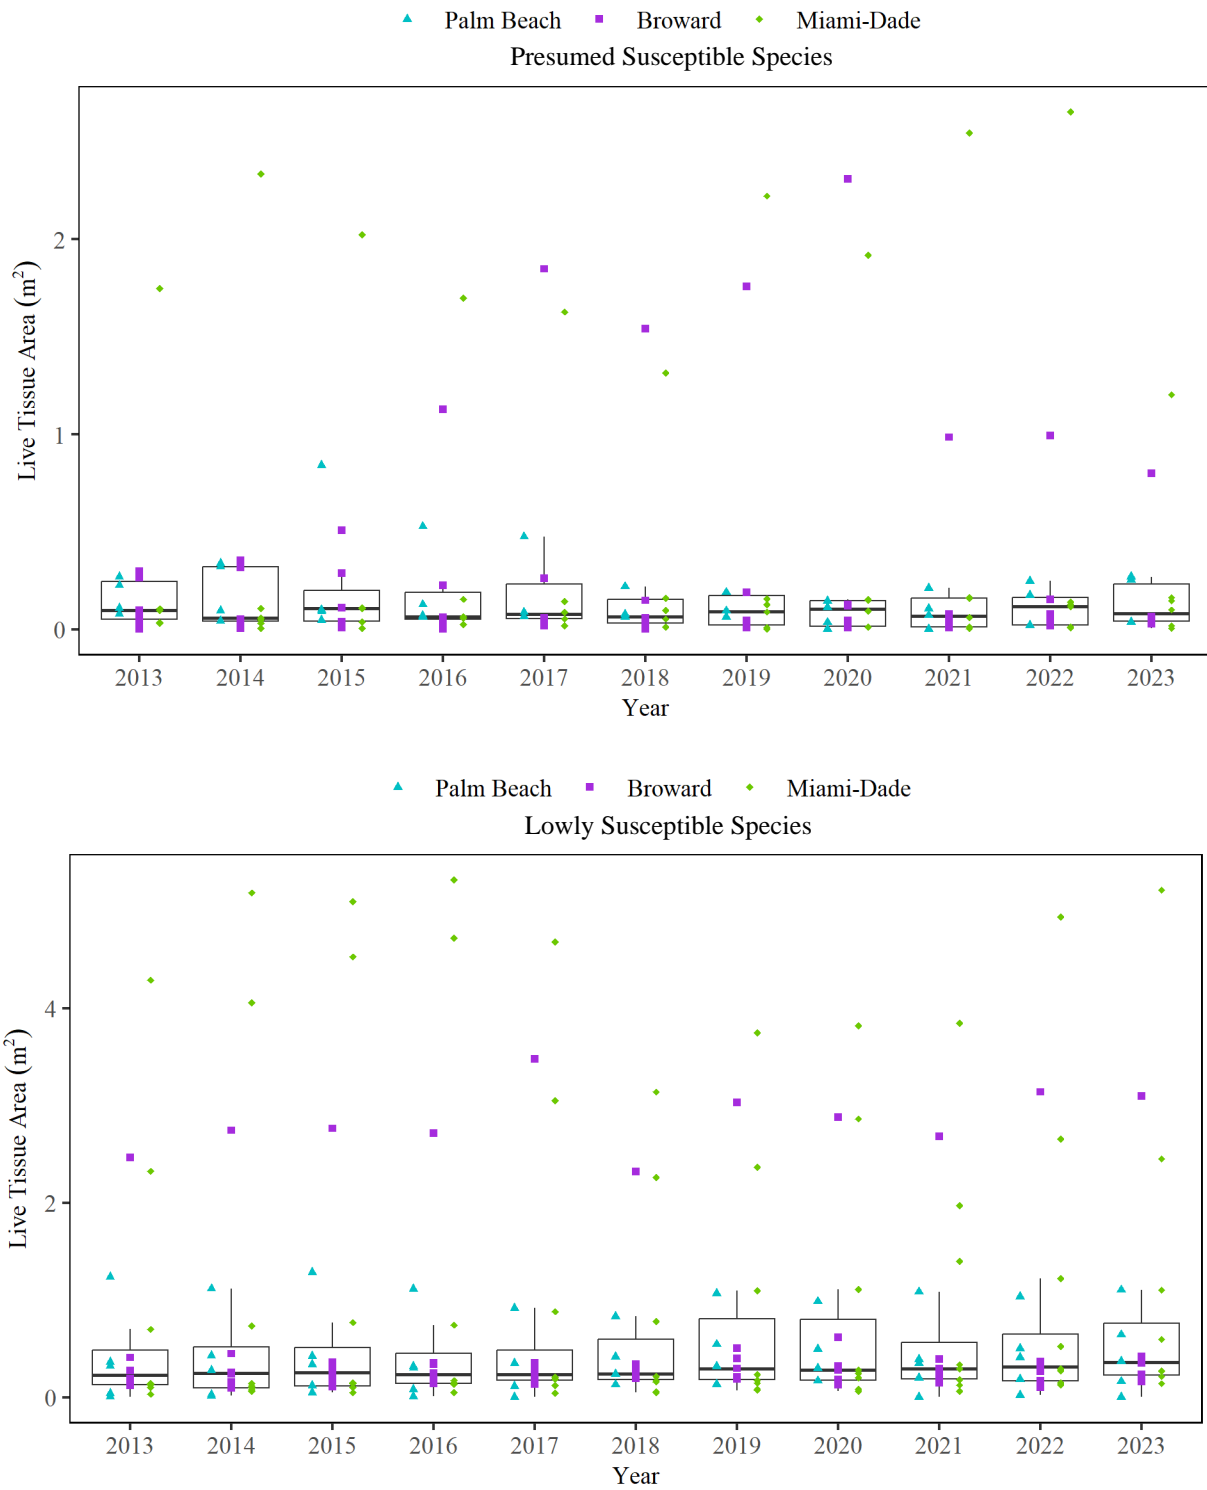 Palm Beach Broward Miami-Dade
Presumed Susceptible Species
Live Tissue Area (m²)
2
1
0
2013 2014 2015 2016 2017 2018 2019 2020 2021 2022 2023
Year
Palm Beach Broward Miami-Dade
Lowly Susceptible Species
Live Tissue Area (m²)
4
2
0
2013 2014 2015 2016 2017 2018 2019 2020 2021 2022 2023
Year